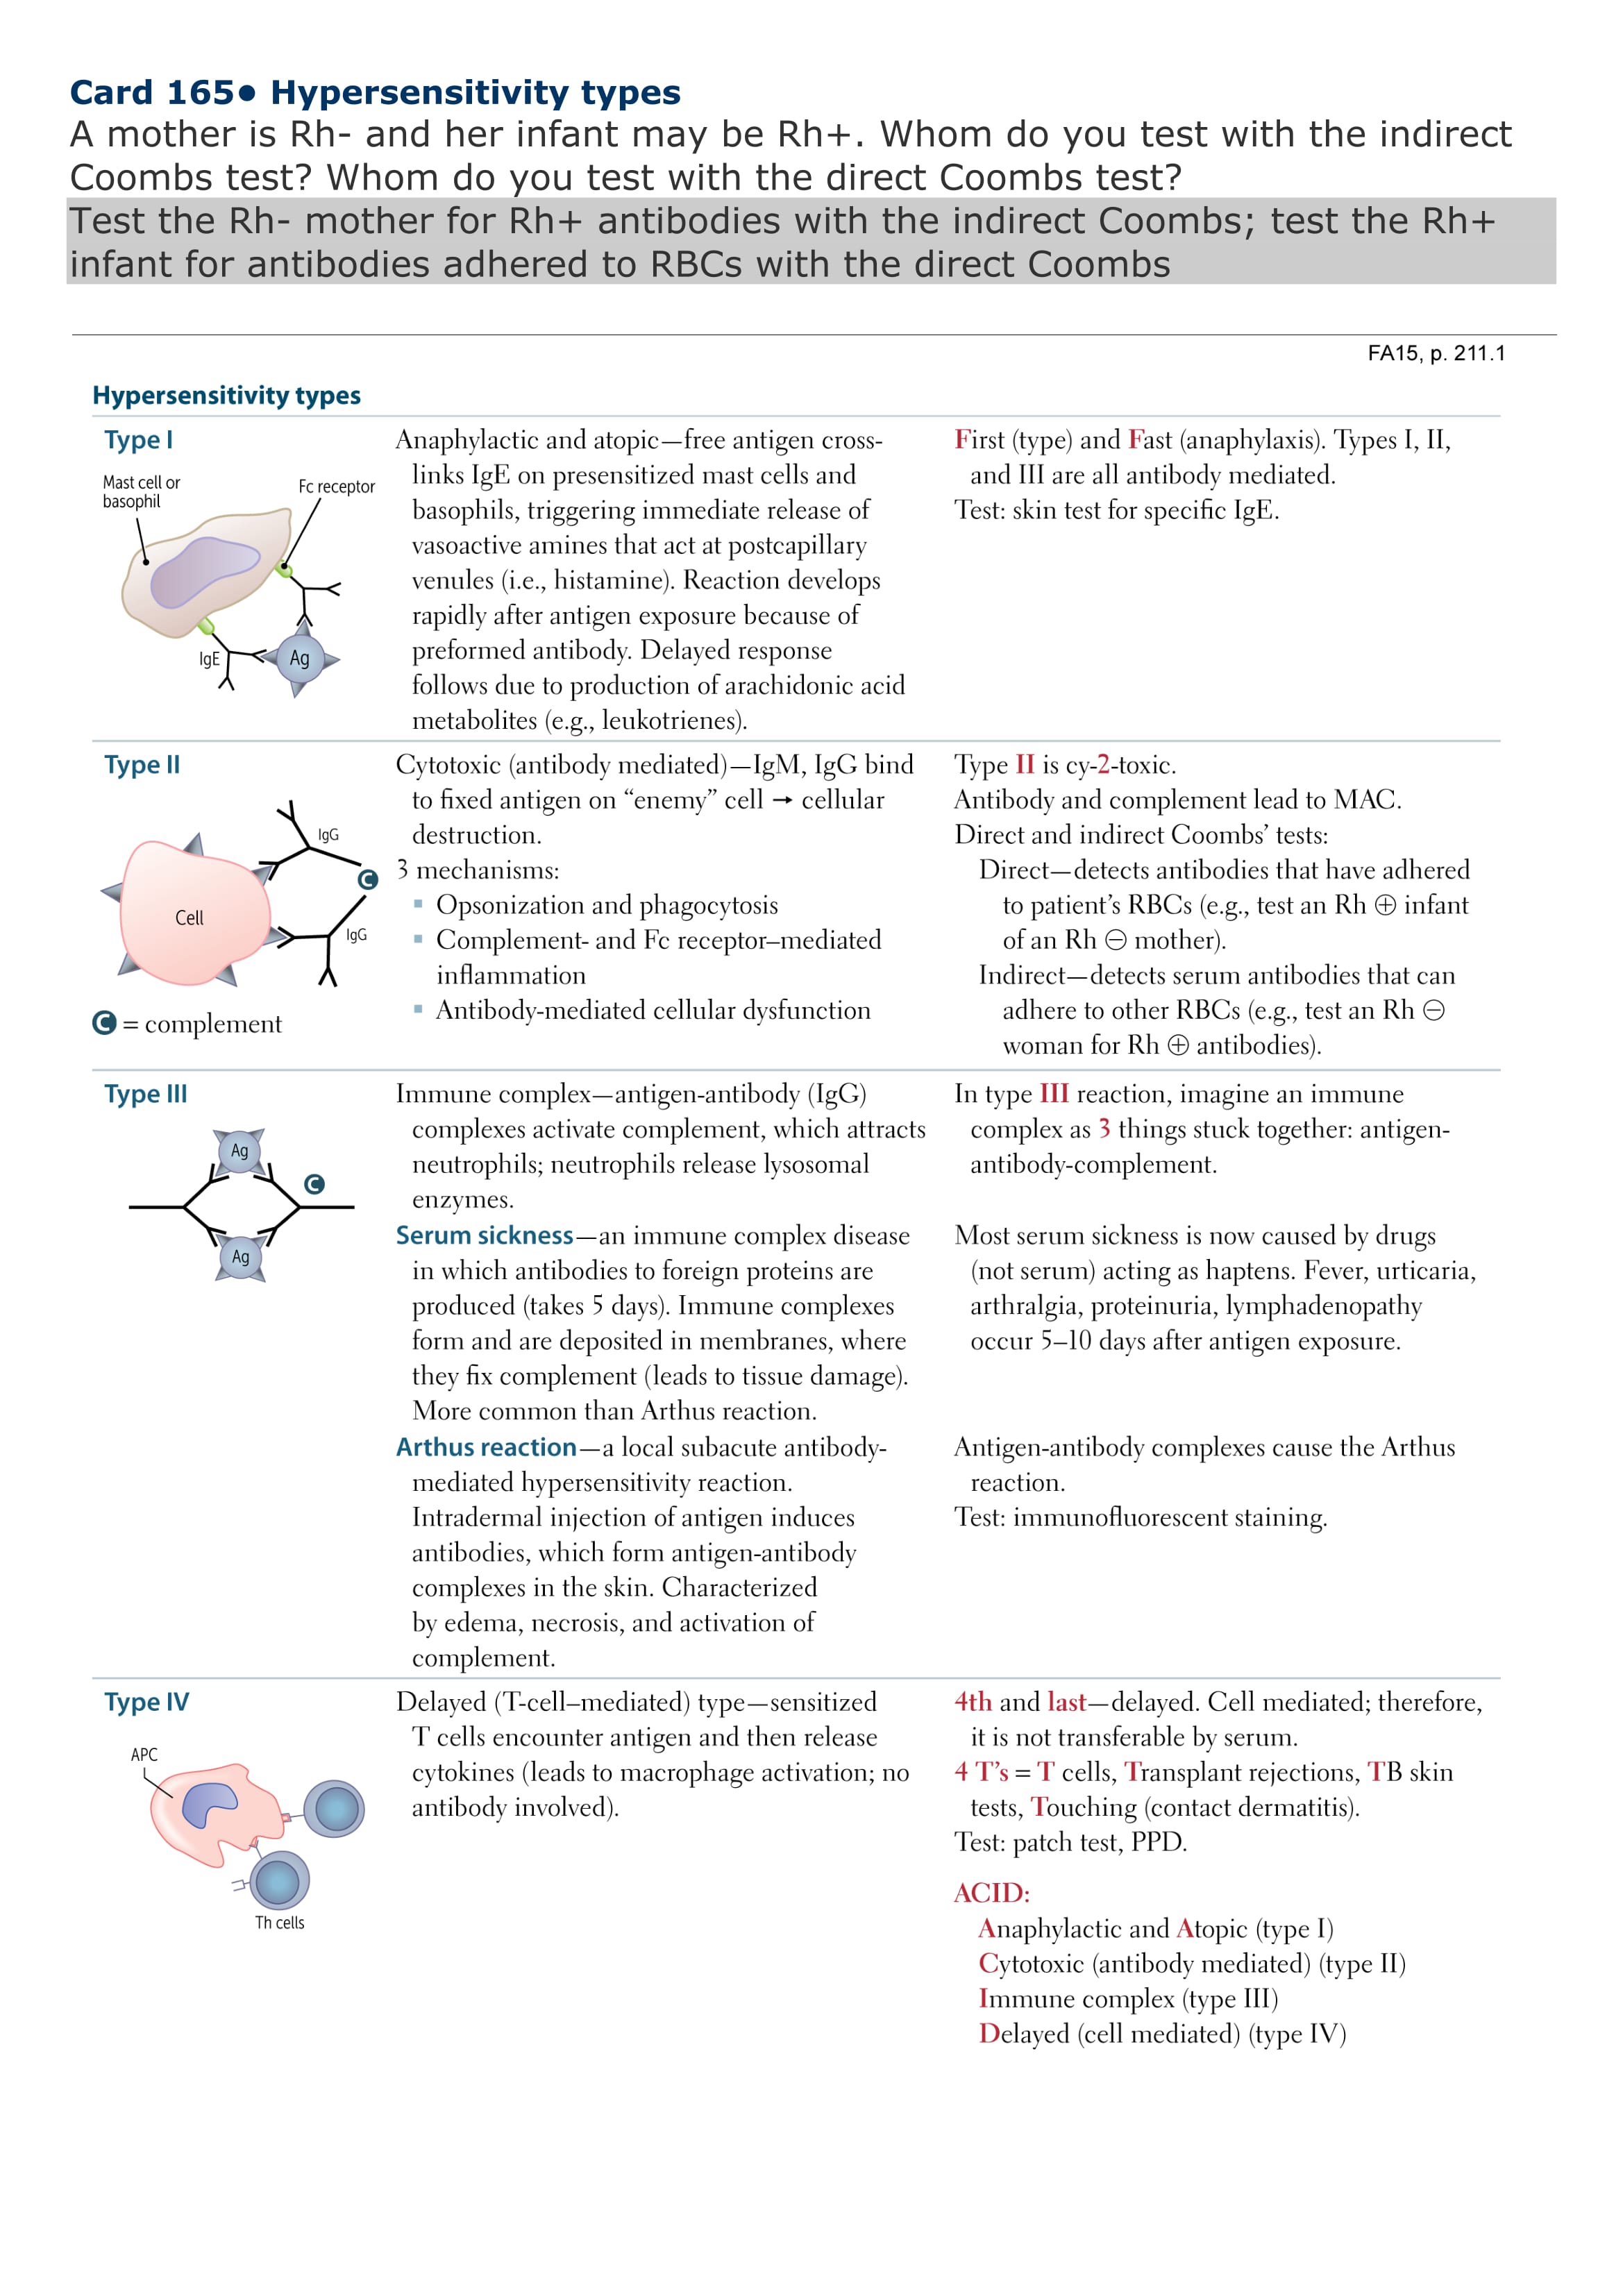 Card 165• Hypersensitivity types
A mother is Rh- and her infant may be Rh+. Whom do you test with the indirect
Coombs test? Whom do you test with the direct Coombs test?
Test the Rh- mother for Rh+ antibodies with the indirect Coombs; test the Rh+
infant for antibodies adhered to RBCs with the direct Coombs
FA15, p. 211.1
Hypersensitivity types
Type I
Mast cell or
basophil
Fc receptor
IgE
Ag
Anaphylactic and atopic—free antigen cross-
links IgE on presensitized mast cells and
basophils, triggering immediate release of
vasoactive amines that act at postcapillary
venules (i.e., histamine). Reaction develops
rapidly after antigen exposure because of
preformed antibody. Delayed response
follows due to production of arachidonic acid
metabolites (e.g., leukotrienes).
First (type) and Fast (anaphylaxis). Types I, II,
and III are all antibody mediated.
Test: skin test for specific IgE.
Type II
IgG
C
Cell
IgG
C = complement
Cytotoxic (antibody mediated)—IgM, IgG bind
to fixed antigen on “enemy” cell → cellular
destruction.
3 mechanisms:
▪ Opsonization and phagocytosis
▪ Complement- and Fc receptor–mediated
inflammation
▪ Antibody-mediated cellular dysfunction
Type II is cy-2-toxic.
Antibody and complement lead to MAC.
Direct and indirect Coombs’ tests:
Direct—detects antibodies that have adhered
to patient’s RBCs (e.g., test an Rh ⊕ infant
of an Rh ⊖ mother).
Indirect—detects serum antibodies that can
adhere to other RBCs (e.g., test an Rh ⊖
woman for Rh ⊕ antibodies).
Type III
Ag
C
Ag
Immune complex—antigen-antibody (IgG)
complexes activate complement, which attracts
neutrophils; neutrophils release lysosomal
enzymes.
In type III reaction, imagine an immune
complex as 3 things stuck together: antigen-
antibody-complement.
Serum sickness—an immune complex disease
in which antibodies to foreign proteins are
produced (takes 5 days). Immune complexes
form and are deposited in membranes, where
they fix complement (leads to tissue damage).
More common than Arthus reaction.
Most serum sickness is now caused by drugs
(not serum) acting as haptens. Fever, urticaria,
arthralgia, proteinuria, lymphadenopathy
occur 5–10 days after antigen exposure.
Arthus reaction—a local subacute antibody-
mediated hypersensitivity reaction.
Intradermal injection of antigen induces
antibodies, which form antigen-antibody
complexes in the skin. Characterized
by edema, necrosis, and activation of
complement.
Antigen-antibody complexes cause the Arthus
reaction.
Test: immunofluorescent staining.
Type IV
APC
Th cells
Delayed (T-cell–mediated) type—sensitized
T cells encounter antigen and then release
cytokines (leads to macrophage activation; no
antibody involved).
4th and last—delayed. Cell mediated; therefore,
it is not transferable by serum.
4 T’s = T cells, Transplant rejections, TB skin
tests, Touching (contact dermatitis).
Test: patch test, PPD.
ACID:
Anaphylactic and Atopic (type I)
Cytotoxic (antibody mediated) (type II)
Immune complex (type III)
Delayed (cell mediated) (type IV)